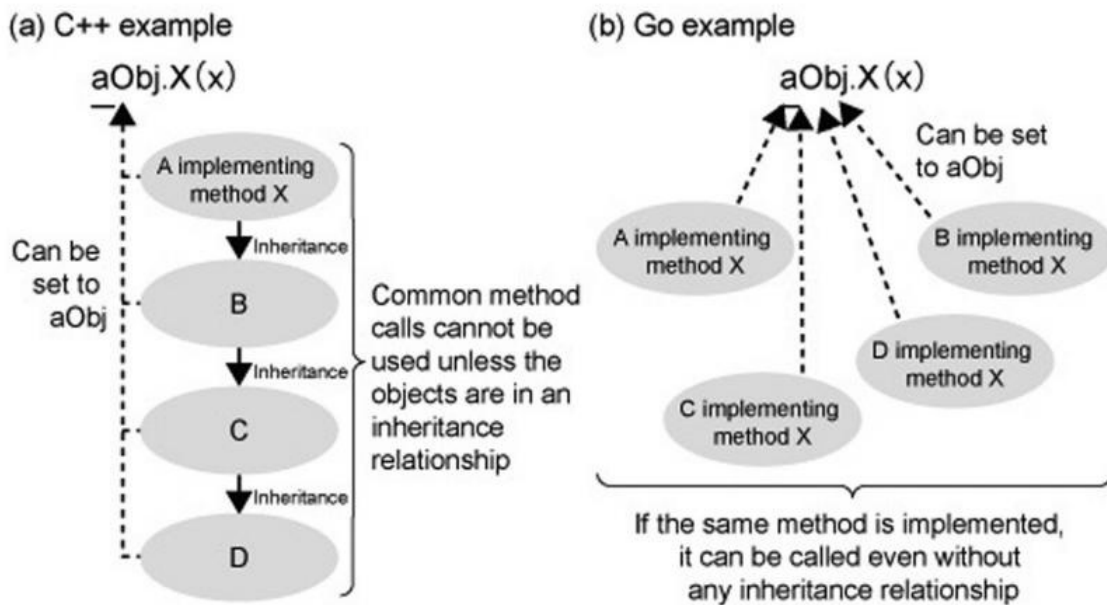 (a) C++ example
aObj.X(x)
A implementing
method X
Inheritance
Can be
set to
aObj
B
Common method
calls cannot be
used unless the
objects are in an
inheritance
relationship
Inheritance
C
Inheritance
D
(b) Go example
aObj.X(x)
Can be set
to aObj
A implementing
method X
B implementing
method X
D implementing
method X
C implementing
method X
If the same method is implemented,
it can be called even without
any inheritance relationship